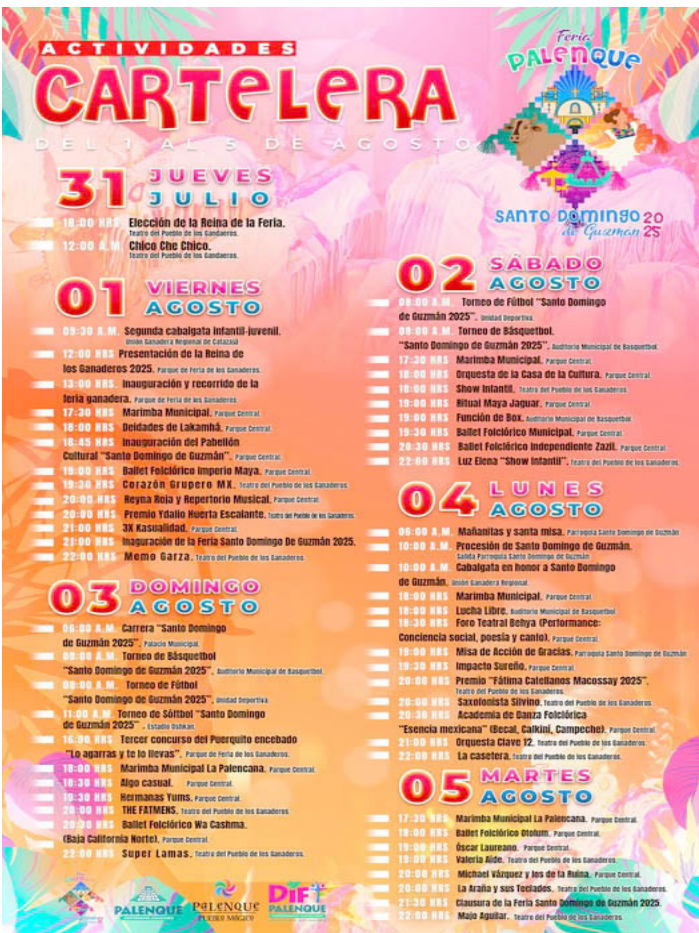 ACTIVIDADES
CARTELERA
DEL 1 AL 5 DE AGOSTO
Feria
PALENQUE
SANTO DOMINGO
de Guzman
2025
31 JUEVES
JULIO
18:00 HRS Elección de la Reina de la Feria.
Teatro del Pueblo de los Ganaderos.
12:00 A.M. Chico Che Chico.
Teatro del Pueblo de los Ganaderos.
01 VIERNES
AGOSTO
09:30 A.M. Segunda cabalgata infantil-juvenil.
Unión Ganadera Regional de Catazajá
12:00 HRS Presentación de la Reina de
los Ganaderos 2025. Parque de Feria de los Ganaderos.
13:00 HRS. Inauguración y recorrido de la
feria ganadera. Parque de Feria de los Ganaderos.
17:30 HRS Marimba Municipal. Parque Central.
18:00 HRS Deidades de Lakamhá. Parque Central.
18:45 HRS Inauguración del Pabellón
Cultural "Santo Domingo de Guzmán". Parque Central.
19:00 HRS Ballet Folclórico Imperio Maya. Parque Central.
19:30 HRS Corazón Grupero MX. Teatro del Pueblo de los Ganaderos.
20:00 HRS Reyna Roja y Repertorio Musical. Parque Central.
20:00 HRS Premio Ydalio Huerta Escalante. Teatro del Pueblo de los Ganaderos.
21:00 HRS 3X Kasualidad. Parque Central.
21:00 HRS Inaguración de la Feria Santo Domingo De Guzmán 2025.
22:00 HRS Memo Garza. Teatro del Pueblo de los Ganaderos.
03 DOMINGO
AGOSTO
06:00 A.M. Carrera "Santo Domingo
de Guzmán 2025". Palacio Municipal.
08:00 A.M Torneo de Básquetbol
"Santo Domingo de Guzmán 2025". Auditorio Municipal de Basquetbol.
08:00 A.M. Torneo de Fútbol
"Santo Domingo de Guzmán 2025". Unidad Deportiva.
11:00 A.M Torneo de Sóftbol "Santo Domingo
de Guzmán 2025". Estadio Oshkan.
16:00 HRS Tercer concurso del Puerquito encebado
"Lo agarras y te lo llevas". Parque de Feria de los Ganaderos.
18:00 HRS Marimba Municipal La Palencana. Parque Central
18:30 HRS Algo casual. Parque Central.
19:30 HRS Hermanas Yums. Parque Central.
20:00 HRS THE FATMENS. Teatro del Pueblo de los Ganaderos.
20:30 HRS Ballet Folclórico Wa Cashma.
(Baja California Norte). Parque Central.
22:00 HRS Super Lamas. Teatro del Pueblo de los Ganaderos.
02 SÁBADO
AGOSTO
08:00 A.M. Torneo de Fútbol "Santo Domingo
de Guzmán 2025". Unidad Deportiva.
08:00 A.M. Torneo de Básquetbol.
"Santo Domingo de Guzmán 2025". Auditorio Municipal de Basquetbol.
17:30 HRS Marimba Municipal. Parque Central.
18:00 HRS Orquesta de la Casa de la Cultura. Parque Central.
18:00 HRS Show Infantil. Teatro del Pueblo de los Ganaderos.
19:00 HRS Ritual Maya Jaguar. Parque Central.
19:00 HRS Función de Box. Auditorio Municipal de Basquetbol.
19:30 HRS Ballet Folclórico Municipal. Parque Central.
20:30 HRS Ballet Folclórico Independiente Zazil. Parque Central.
22:00 HRS Luz Elena "Show Infantil". Teatro del Pueblo de los Ganaderos.
04 LUNES
AGOSTO
06:00 A.M. Mañanitas y santa misa. Parroquia Santo Domingo de Guzmán
10:00 A.M. Procesión de Santo Domingo de Guzmán.
Salida Parroquia Santo Domingo de Guzmán
10:00 A.M Cabalgata en honor a Santo Domingo
de Guzmán. Unión Ganadera Regional.
18:00 HRS Marimba Municipal. Parque Central
18:00 HRS Lucha Libre. Auditorio Municipal de Basquetbol.
18:30 HRS Foro Teatral Behya (Performance:
Conciencia social, poesía y canto). Parque Central.
19:00 HRS Misa de Acción de Gracias. Parroquia Santo Domingo de Guzmán.
19:30 HRS Impacto Sureño. Parque Central.
20:00 HRS Premio "Fátima Catellanos Macossay 2025".
Teatro del Pueblo de los Ganaderos.
20:00 HRS Saxofonista Silvino. Teatro del Pueblo de los Ganaderos
20:30 HRS Academia de Danza Folclórica
"Esencia mexicana" (Becal, Calkini, Campeche). Parque Central.
21:00 HRS Orquesta Clave 12. Teatro del Pueblo de los Ganaderos.
22:00 HRS La casetera. Teatro del Pueblo de los Ganaderos.
05 MARTES
AGOSTO
17:30 HRS Marimba Municipal La Palencana. Parque Central.
18:00 HRS Ballet Folclórico Otolum. Parque Central.
19:00 HRS Óscar Laureano. Parque Central.
19:00 HRS Valeria Aide. Teatro del Pueblo de los Ganaderos.
20:00 HRS Michael Vázquez y los de la Ruina. Parque Central.
20:00 HRS La Araña y sus Teclados. Teatro del Pueblo de los Ganaderos.
21:30 HRS Clausura de la Feria Santo Domingo de Guzmán 2025.
22:00 HRS Majo Aguilar. Teatro del Pueblo de los Ganaderos.
PALENQUE
PALENQUE
PUEBLO MÁGICO
DIF
PALENQUE